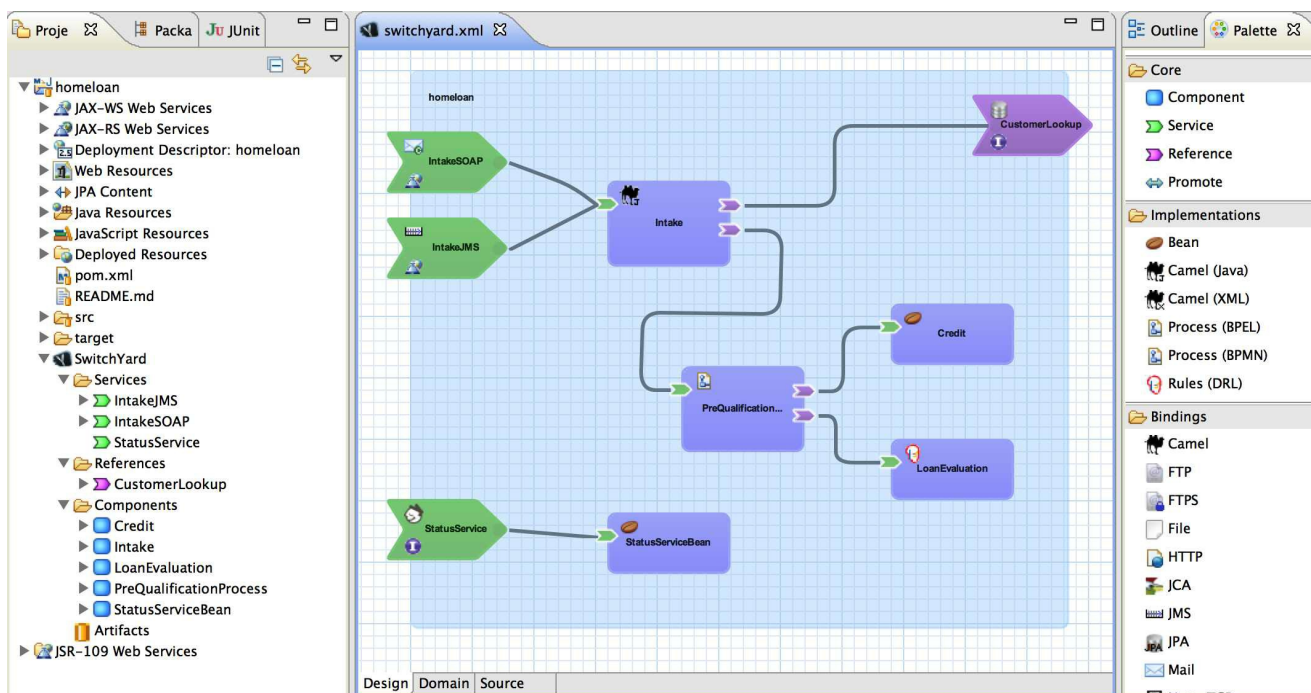 Proje
Packa
JUnit
homeloan
JAX-WS Web Services
JAX-RS Web Services
Deployment Descriptor: homeloan
Web Resources
JPA Content
Java Resources
JavaScript Resources
Deployed Resources
pom.xml
README.md
src
target
SwitchYard
Services
IntakeJMS
IntakeSOAP
StatusService
References
CustomerLookup
Components
Credit
Intake
LoanEvaluation
PreQualificationProcess
StatusServiceBean
Artifacts
JSR-109 Web Services
switchyard.xml
homeloan
CustomerLookup
IntakeSOAP
Intake
IntakeJMS
Credit
PreQualification...
LoanEvaluation
StatusService
StatusServiceBean
Design Domain Source
Outline
Palette
Core
Component
Service
Reference
Promote
Implementations
Bean
Camel (Java)
Camel (XML)
Process (BPEL)
Process (BPMN)
Rules (DRL)
Bindings
Camel
FTP
FTPS
File
HTTP
JCA
JMS
JPA
Mail